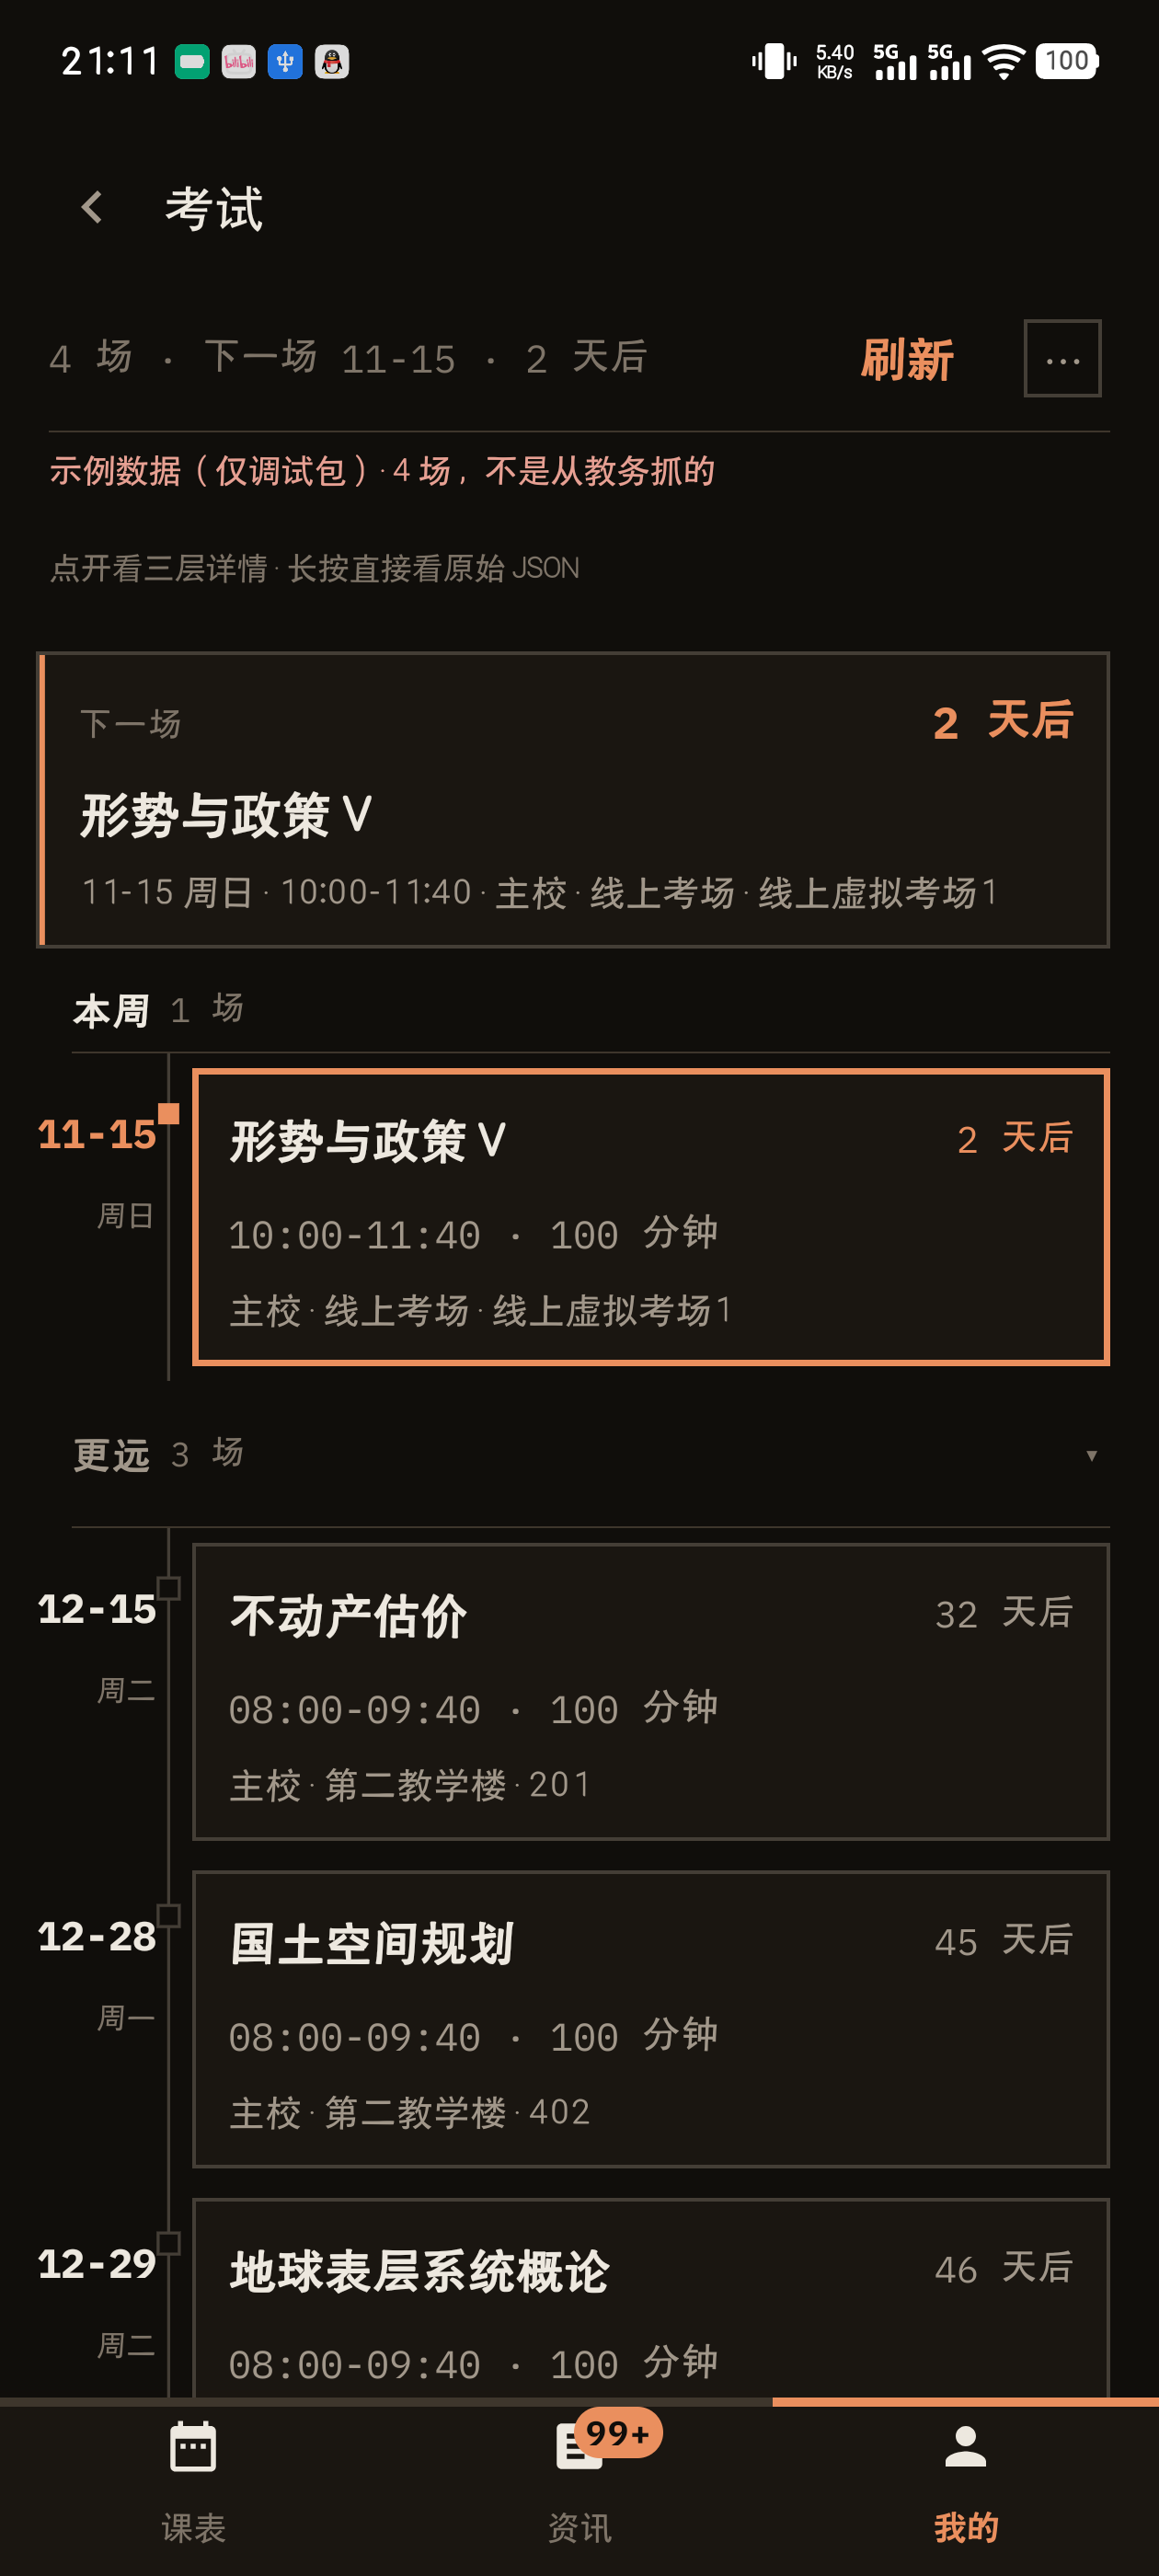 21:11 bilibili 5.40 KB/s 5G 5G 100
考试
4 场 · 下一场 11-15 · 2 天后 刷新 ...
示例数据（仅调试包）· 4 场，不是从教务抓的
点开看三层详情 · 长按直接看原始 JSON
下一场 2 天后
形势与政策 V
11-15 周日 · 10:00-11:40 · 主校 · 线上考场 · 线上虚拟考场1
本周 1 场
11-15 形势与政策 V 2 天后
周日 10:00-11:40 · 100 分钟
主校 · 线上考场 · 线上虚拟考场1
更远 3 场 ▾
12-15 不动产估价 32 天后
周二 08:00-09:40 · 100 分钟
主校 · 第二教学楼 · 201
12-28 国土空间规划 45 天后
周一 08:00-09:40 · 100 分钟
主校 · 第二教学楼 · 402
12-29 地球表层系统概论 46 天后
周二 08:00-09:40 · 100 分钟
99+
课表 资讯 我的